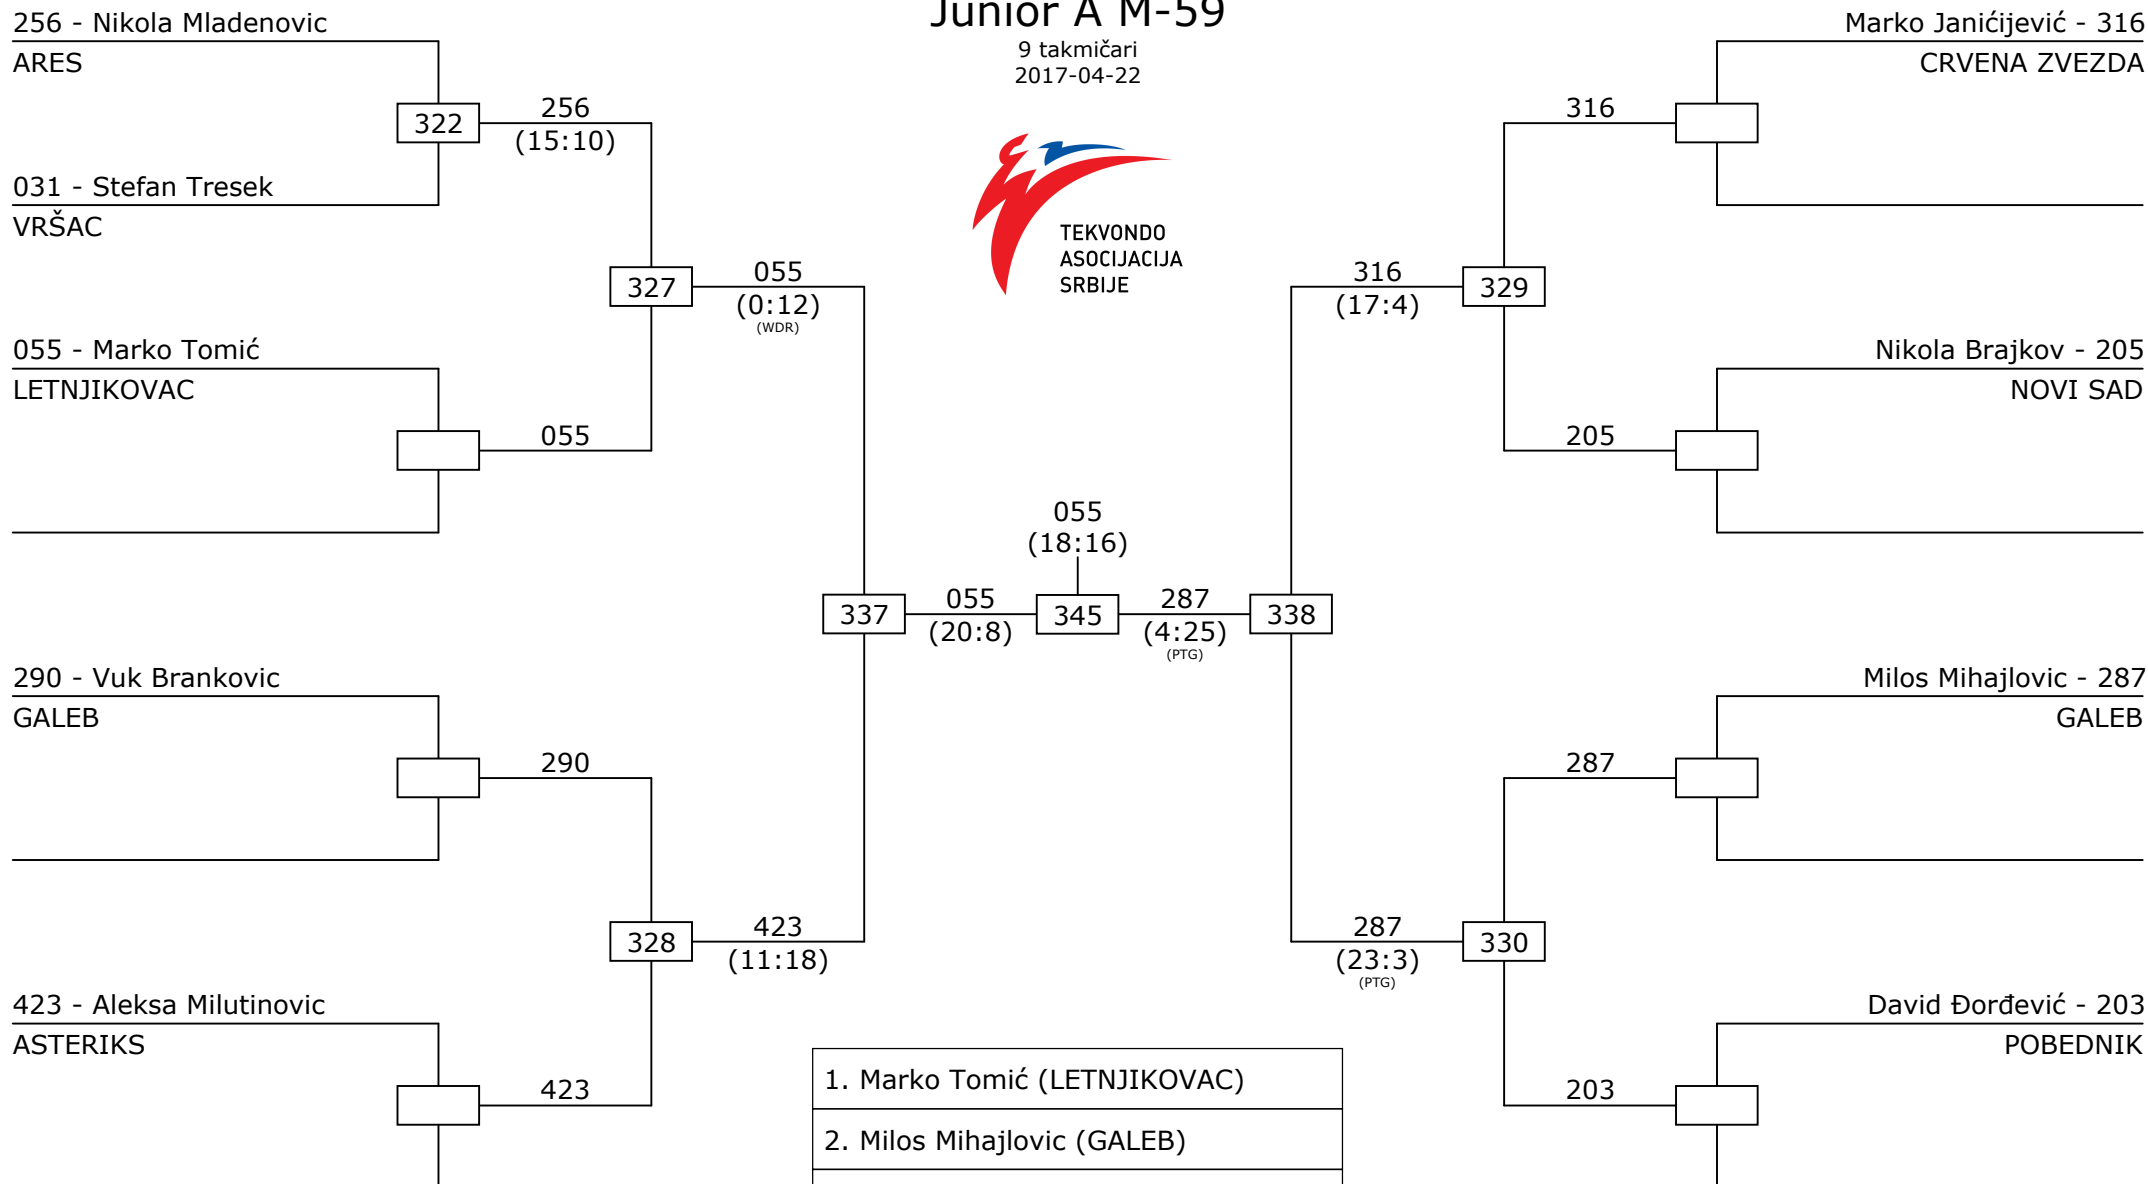 Junior A M-59
9 takmičari
2017-04-22
TEKVONDO
ASOCIJACIJA
SRBIJE
256 - Nikola Mladenovic
ARES
322
256
(15:10)
031 - Stefan Tresek
VRŠAC
327
055
(0:12)
(WDR)
055 - Marko Tomić
LETNJIKOVAC
055
337
055
(20:8)
290 - Vuk Brankovic
GALEB
290
328
423
(11:18)
423 - Aleksa Milutinovic
ASTERIKS
423
055
(18:16)
345
287
(4:25)
(PTG)
338
Marko Janićijević - 316
CRVENA ZVEZDA
316
316
(17:4)
329
Nikola Brajkov - 205
NOVI SAD
205
Milos Mihajlovic - 287
GALEB
287
287
(23:3)
(PTG)
330
David Đorđević - 203
POBEDNIK
203
1. Marko Tomić (LETNJIKOVAC)
2. Milos Mihajlovic (GALEB)